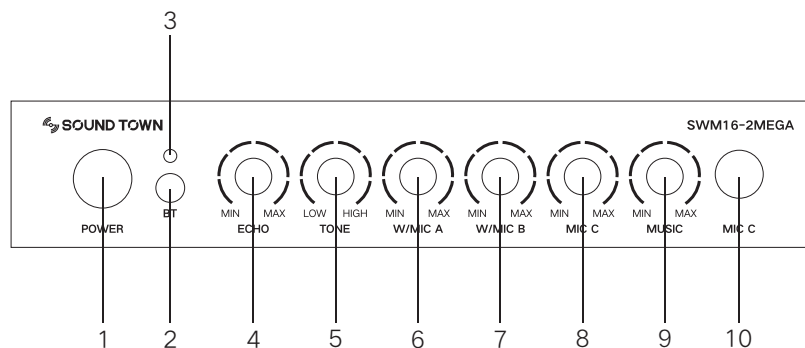 3
SOUND TOWN
SWM16-2MEGA
MIN MAX LOW HIGH MIN MAX MIN MAX MIN MAX MIN MAX
BT
POWER ECHO TONE W/MIC A W/MIC B MIC C MUSIC MIC C
1 2 4 5 6 7 8 9 10